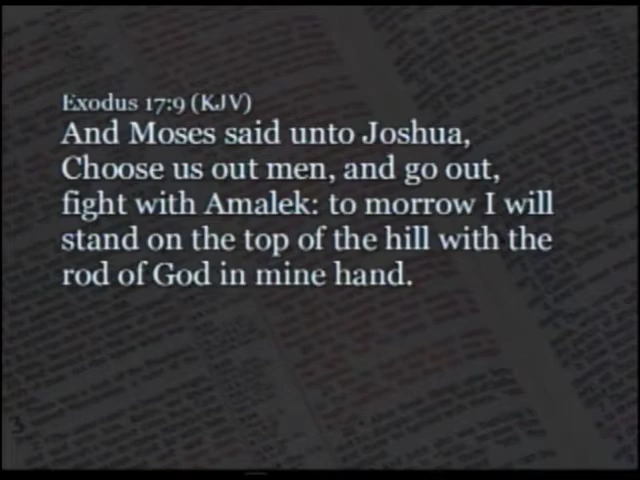 Exodus 17:9 (KJV)
And Moses said unto Joshua,
Choose us out men, and go out,
fight with Amalek: to morrow I will
stand on the top of the hill with the
rod of God in mine hand.